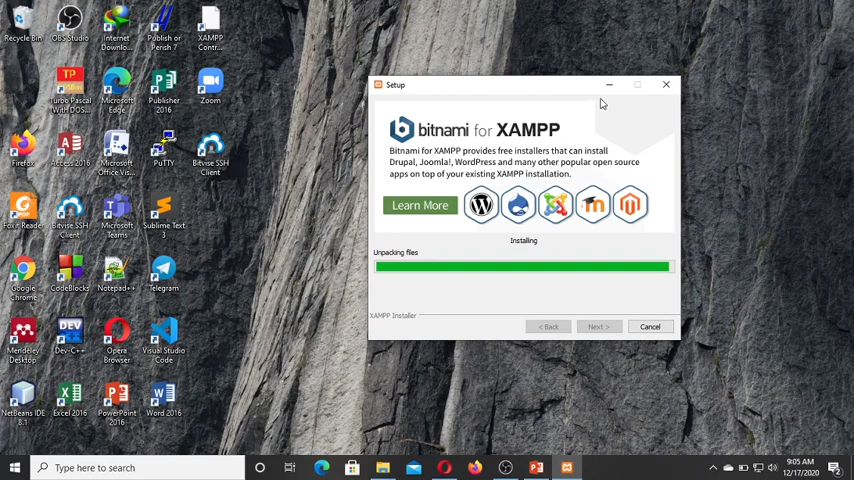 Recycle Bin
OBS Studio
Internet
Downlo...
Publish or
Perish 7
XAMPP
Contr...
Turbo Pascal
With DOS...
Microsoft
Edge
Publisher
2016
Zoom
Firefox
Access 2016
Microsoft
Office Vis...
PuTTY
Bitvise SSH
Client
Foxit Reader
Bitvise SSH
Client
Microsoft
Teams
Sublime Text
3
Google
Chrome
CodeBlocks
Notepad++
Telegram
Mendeley
Desktop
Dev-C++
Opera
Browser
Visual Studio
Code
NetBeans IDE
8.1
Excel 2016
PowerPoint
2016
Word 2016
Setup
bitnami for XAMPP
Bitnami for XAMPP provides free installers that can install
Drupal, Joomla!, WordPress and many other popular open source
apps on top of your existing XAMPP installation.
Learn More
Installing
Unpacking files
XAMPP Installer
< Back
Next >
Cancel
Type here to search
9:05 AM
12/17/2020
2